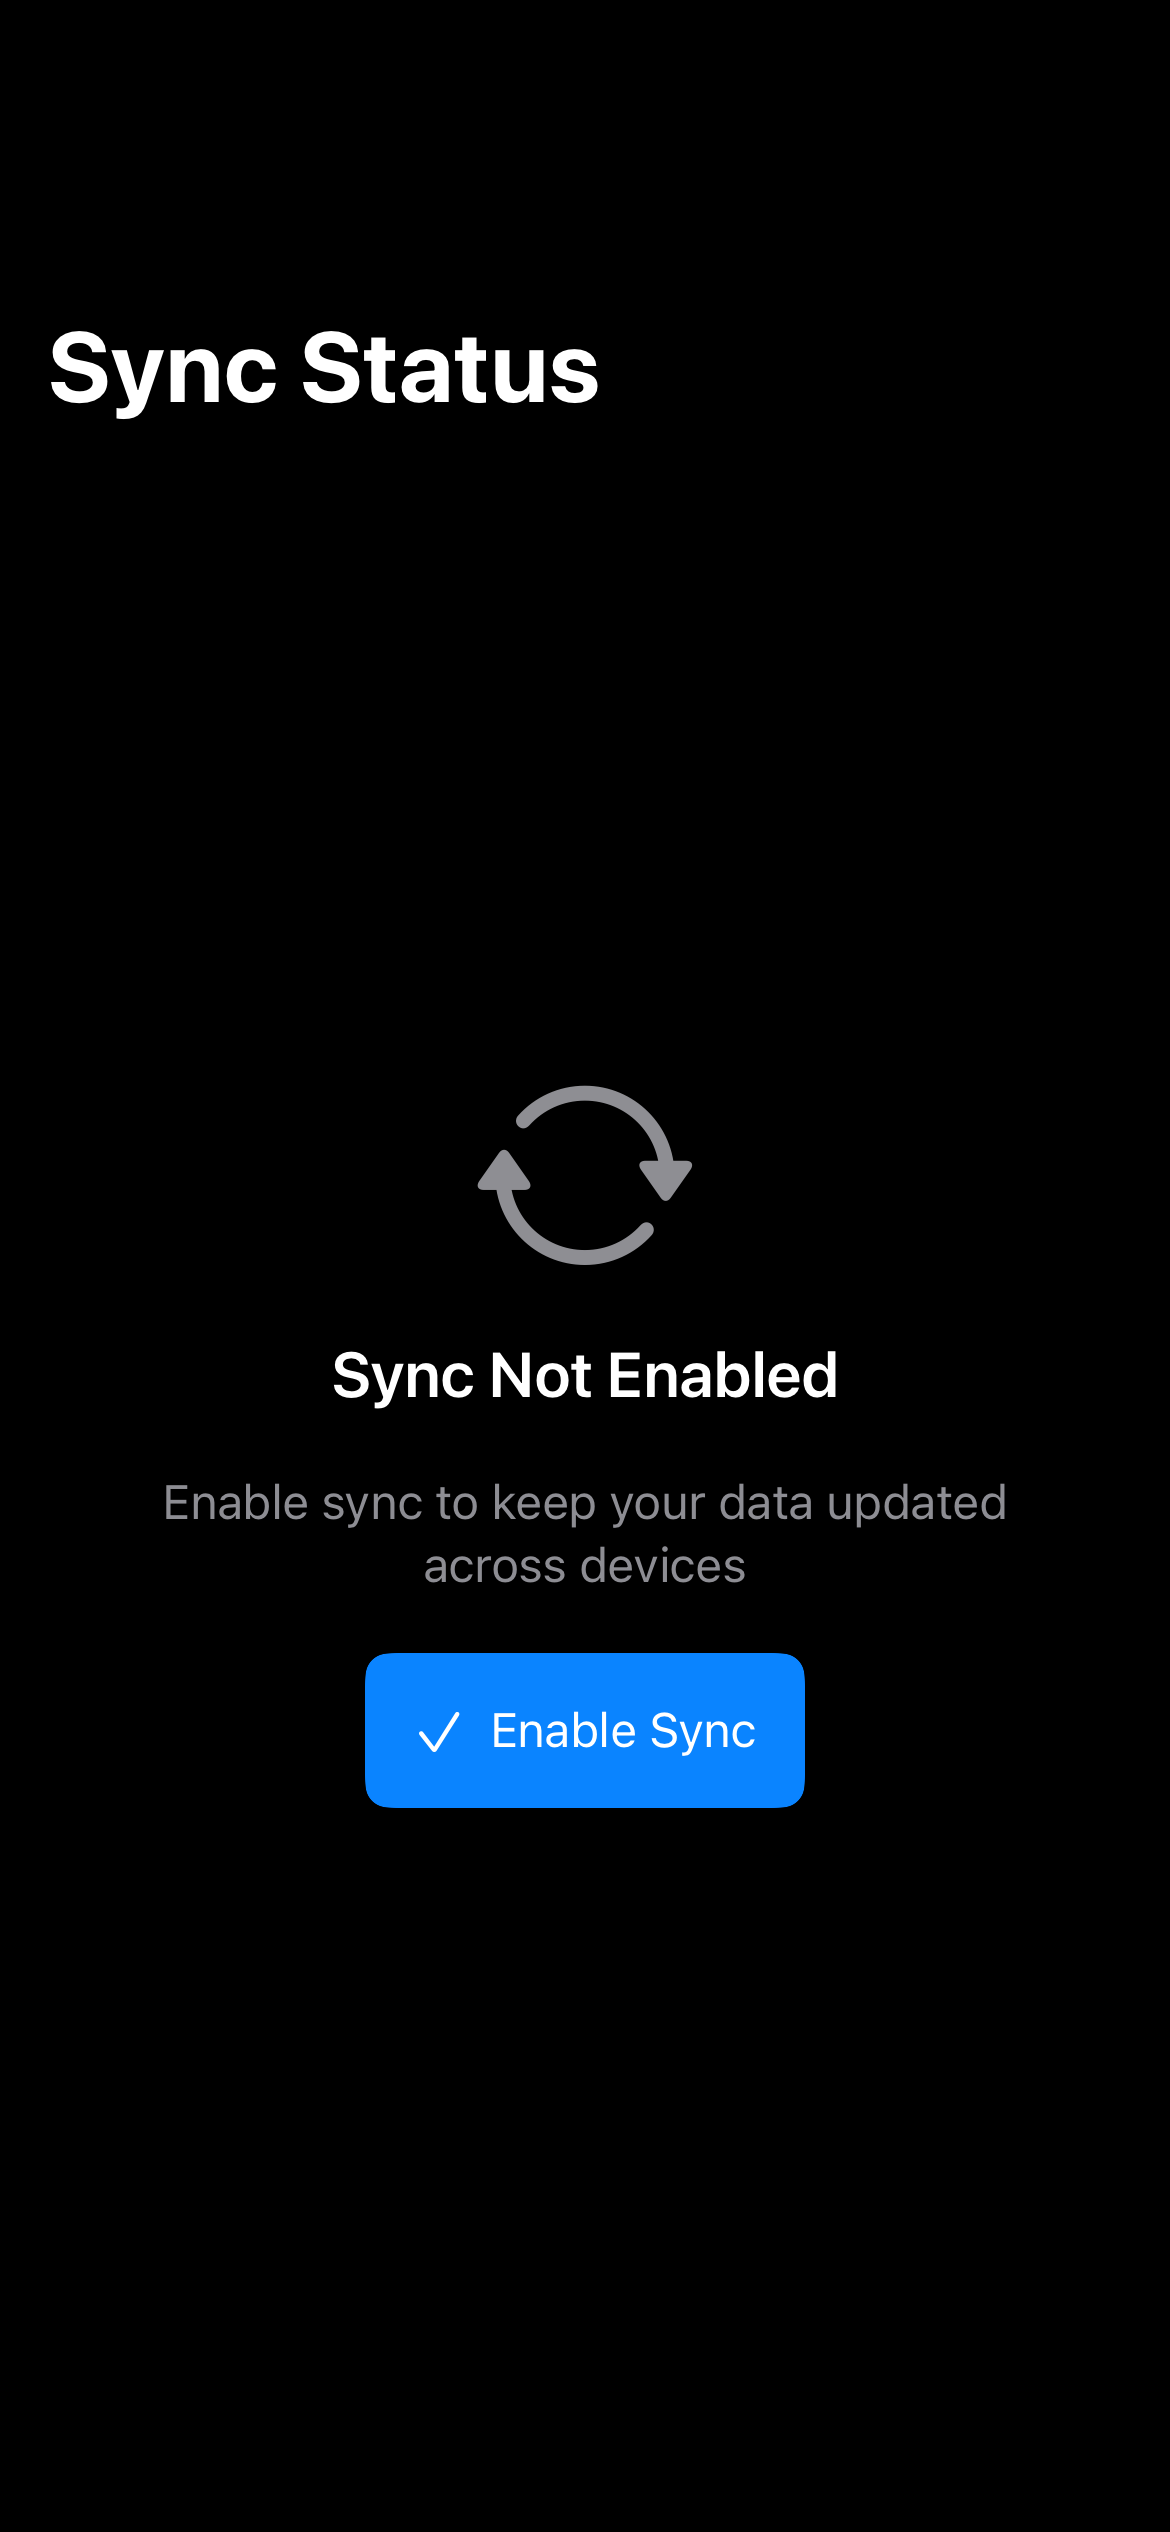 Sync Status
Sync Not Enabled
Enable sync to keep your data updated
across devices
Enable Sync